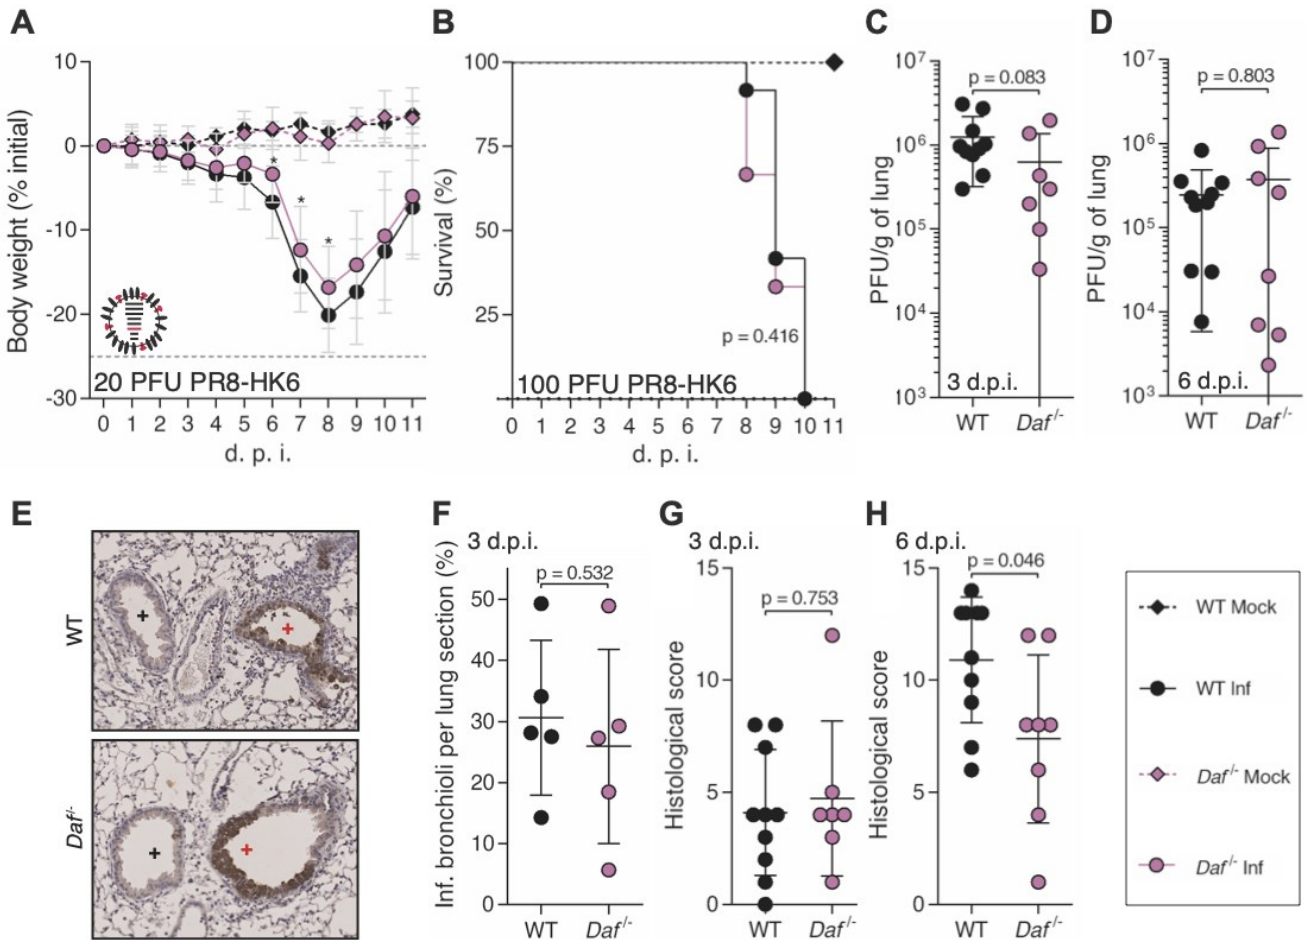 A
Body weight (% initial)
10
0
-10
-20
-30
20 PFU PR8-HK6
0 1 2 3 4 5 6 7 8 9 10 11
d. p. i.
*
*
*
B
Survival (%)
100
75
50
25
p = 0.416
100 PFU PR8-HK6
0 1 2 3 4 5 6 7 8 9 10 11
d. p. i.
C
PFU/g of lung
10⁷
10⁶
10⁵
10⁴
10³
p = 0.083
3 d.p.i.
WT Daf⁻/⁻
D
PFU/g of lung
10⁷
10⁶
10⁵
10⁴
10³
p = 0.803
6 d.p.i.
WT Daf⁻/⁻
E
WT
Daf⁻/⁻
F
3 d.p.i.
Inf. bronchioli per lung section (%)
50
40
30
20
10
0
p = 0.532
WT Daf⁻/⁻
G
3 d.p.i.
Histological score
15
10
5
0
p = 0.753
WT Daf⁻/⁻
H
6 d.p.i.
Histological score
15
10
5
0
p = 0.046
WT Daf⁻/⁻
WT Mock
WT Inf
Daf⁻/⁻ Mock
Daf⁻/⁻ Inf